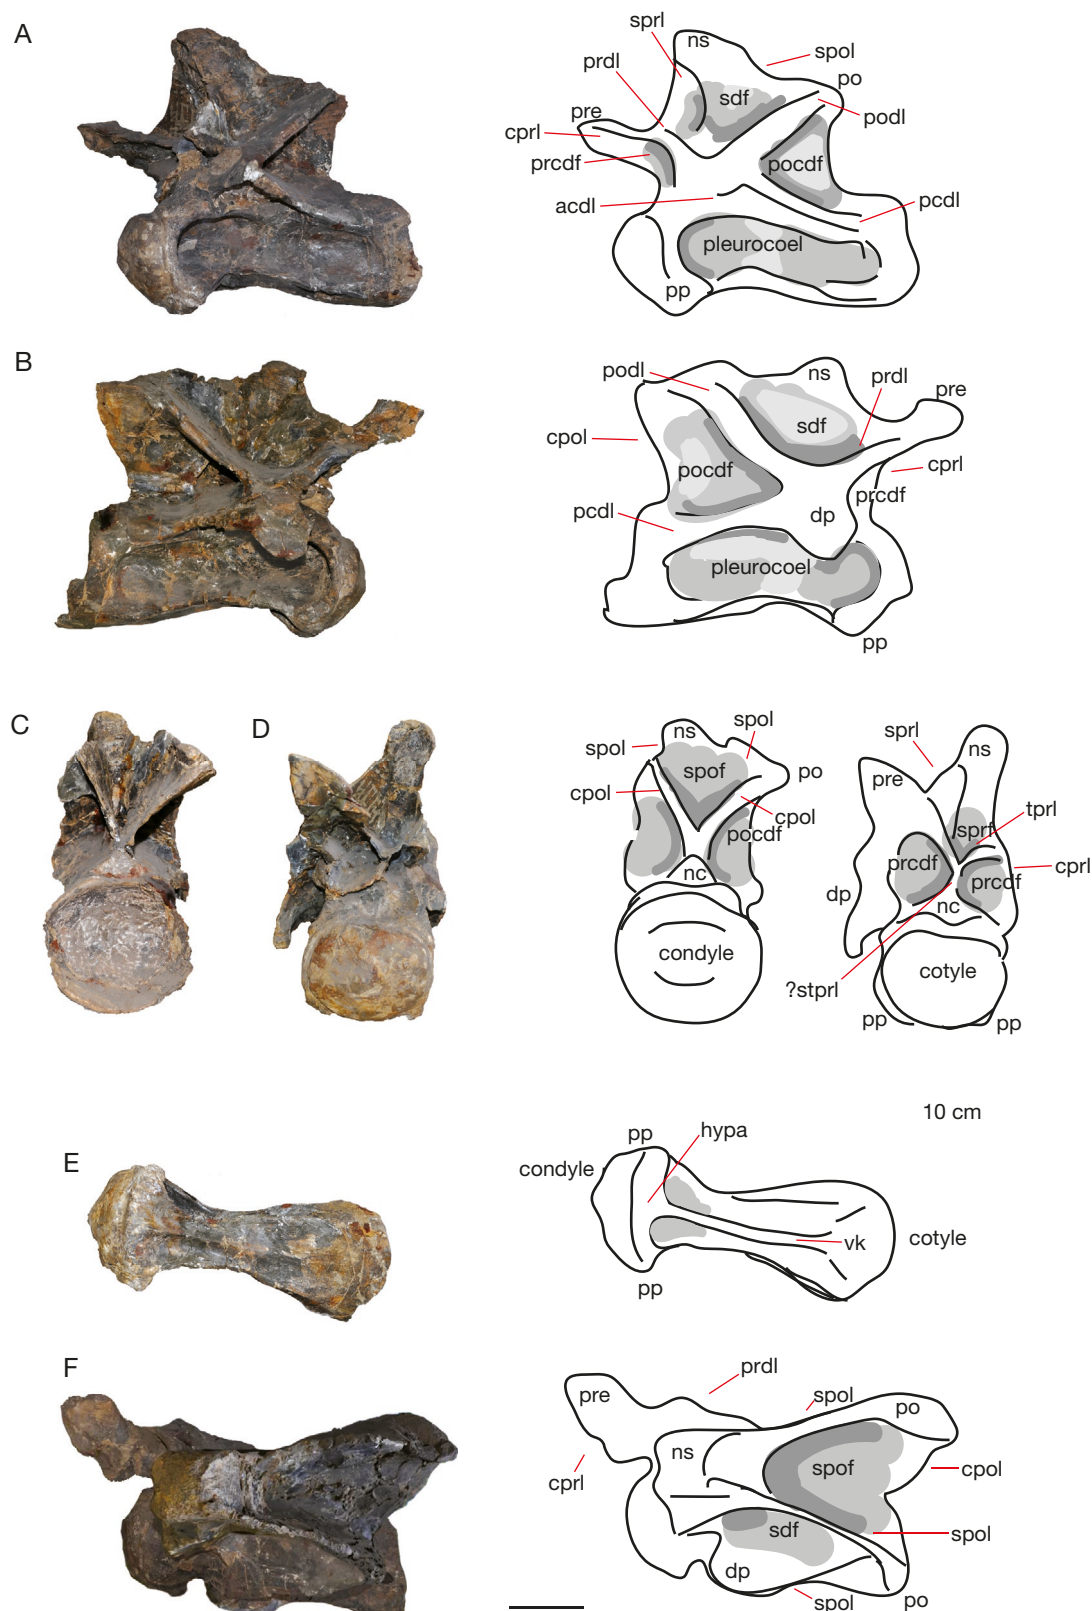 A
sprl
ns
spol
prdl
po
pre
sdf
podl
cprl
prcdf
pocdf
acdl
pcdl
pleurocoel
pp
B
podl
ns
prdl
pre
cpol
sdf
pocdf
cprl
prcdf
pcdl
dp
pleurocoel
pp
C
D
ns
spol
spol
spof
po
cpol
cpol
pocdf
nc
condyle
sprl
ns
pre
tprl
sprf
prcdf
prcdf
cprl
dp
nc
cotyle
?stprl
pp
pp
10 cm
E
pp
hypa
condyle
vk
cotyle
pp
F
prdl
pre
spol
po
ns
spof
cpol
cprl
sdf
spol
dp
spol
po